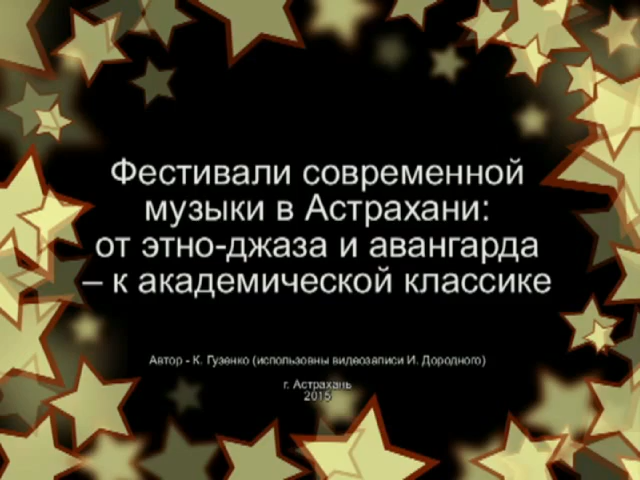 Фестивали современной
музыки в Астрахани:
от этно-джаза и авангарда
– к академической классике
Автор - К. Гузенко (использовны видеозаписи И. Дородного)
г. Астрахань
2015